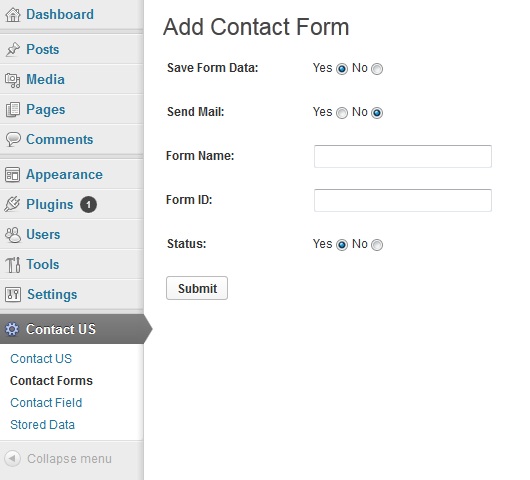 Dashboard
Posts
Media
Pages
Comments
Appearance
Plugins 1
Users
Tools
Settings
Contact US
Contact US
Contact Forms
Contact Field
Stored Data
Collapse menu
Add Contact Form
Save Form Data: Yes No
Send Mail: Yes No
Form Name:
Form ID:
Status: Yes No
Submit